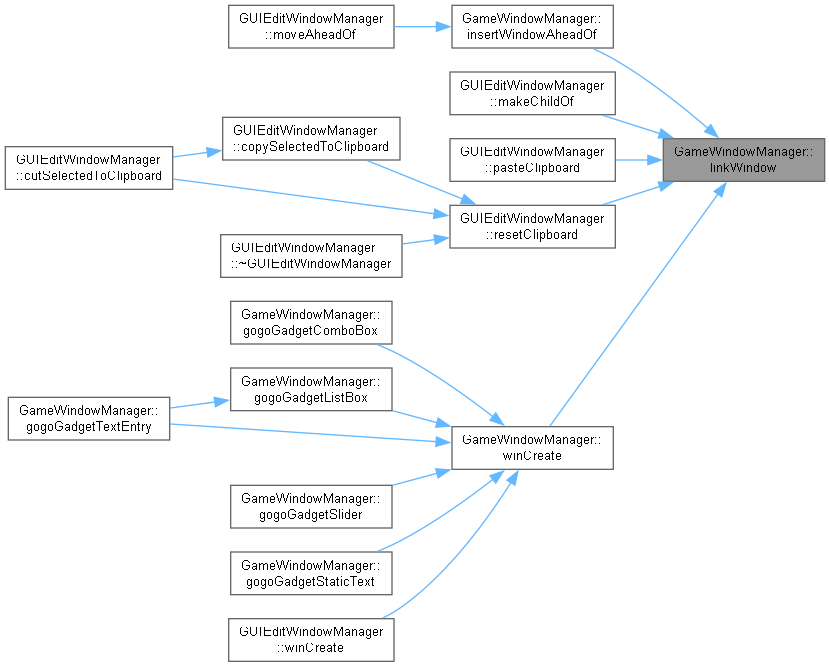 GUIEditWindowManager
::moveAheadOf
GameWindowManager::
insertWindowAheadOf
GUIEditWindowManager
::makeChildOf
GUIEditWindowManager
::copySelectedToClipboard
GUIEditWindowManager
::cutSelectedToClipboard
GUIEditWindowManager
::pasteClipboard
GameWindowManager::
linkWindow
GUIEditWindowManager
::resetClipboard
GUIEditWindowManager
::~GUIEditWindowManager
GameWindowManager::
gogoGadgetComboBox
GameWindowManager::
gogoGadgetListBox
GameWindowManager::
gogoGadgetTextEntry
GameWindowManager::
winCreate
GameWindowManager::
gogoGadgetSlider
GameWindowManager::
gogoGadgetStaticText
GUIEditWindowManager
::winCreate